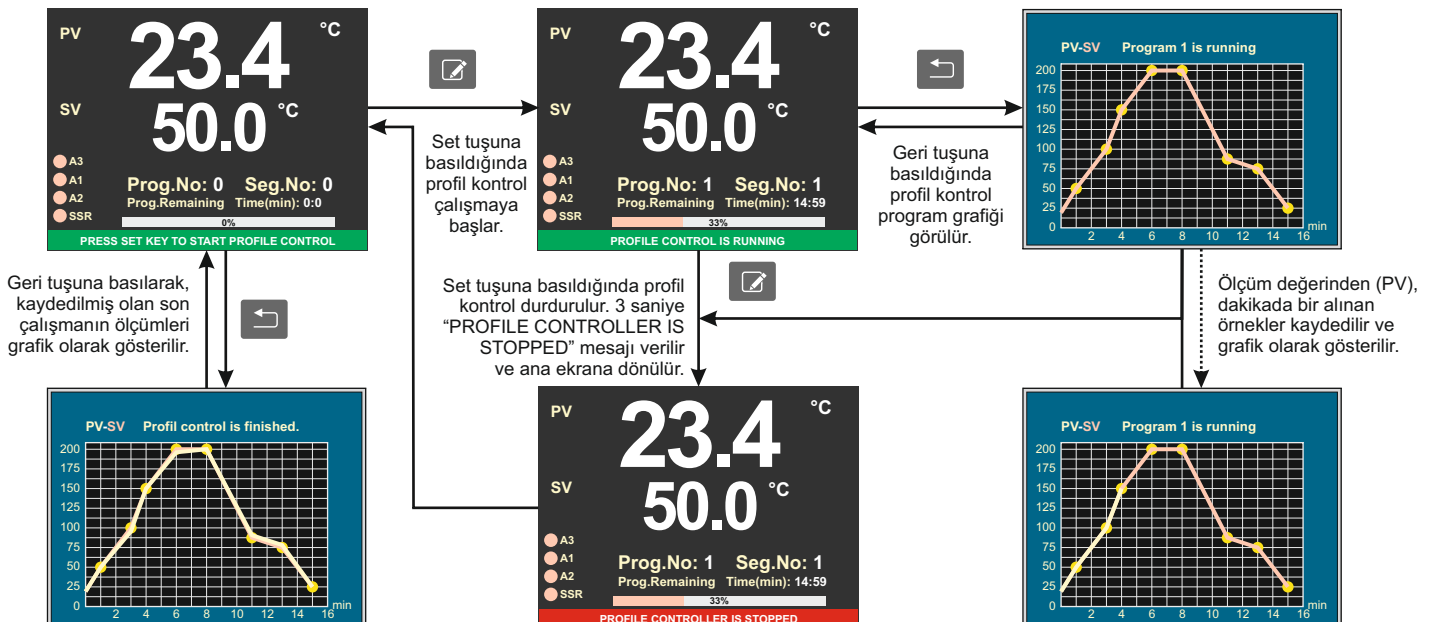 PV
°C
23.4
SV
°C
50.0
A3
A1
A2
SSR
Prog.No: 0 Seg.No: 0
Prog.Remaining Time(min): 0:0
0%
PRESS SET KEY TO START PROFILE CONTROL
Set tuşuna
basıldığında
profil kontrol
çalışmaya
başlar.
PV
°C
23.4
SV
°C
50.0
A3
A1
A2
SSR
Prog.No: 1 Seg.No: 1
Prog.Remaining Time(min): 14:59
33%
PROFILE CONTROL IS RUNNING
Geri tuşuna
basıldığında
profil kontrol
program grafiği
görülür.
PV-SV Program 1 is running
200
175
150
125
100
75
50
25
0
2 4 6 8 10 12 14 16
min
Geri tuşuna basılarak,
kaydedilmiş olan son
çalışmanın ölçümleri
grafik olarak gösterilir.
Set tuşuna basıldığında profil
kontrol durdurulur. 3 saniye
“PROFILE CONTROLLER IS
STOPPED” mesajı verilir
ve ana ekrana dönülür.
Ölçüm değerinden (PV),
dakikada bir alınan
örnekler kaydedilir ve
grafik olarak gösterilir.
PV-SV Profil control is finished.
200
175
150
125
100
75
50
25
0
2 4 6 8 10 12 14 16
min
PV
°C
23.4
SV
°C
50.0
A3
A1
A2
SSR
Prog.No: 1 Seg.No: 1
Prog.Remaining Time(min): 14:59
33%
PROFILE CONTROLLER IS STOPPED
PV-SV Program 1 is running
200
175
150
125
100
75
50
25
0
2 4 6 8 10 12 14 16
min